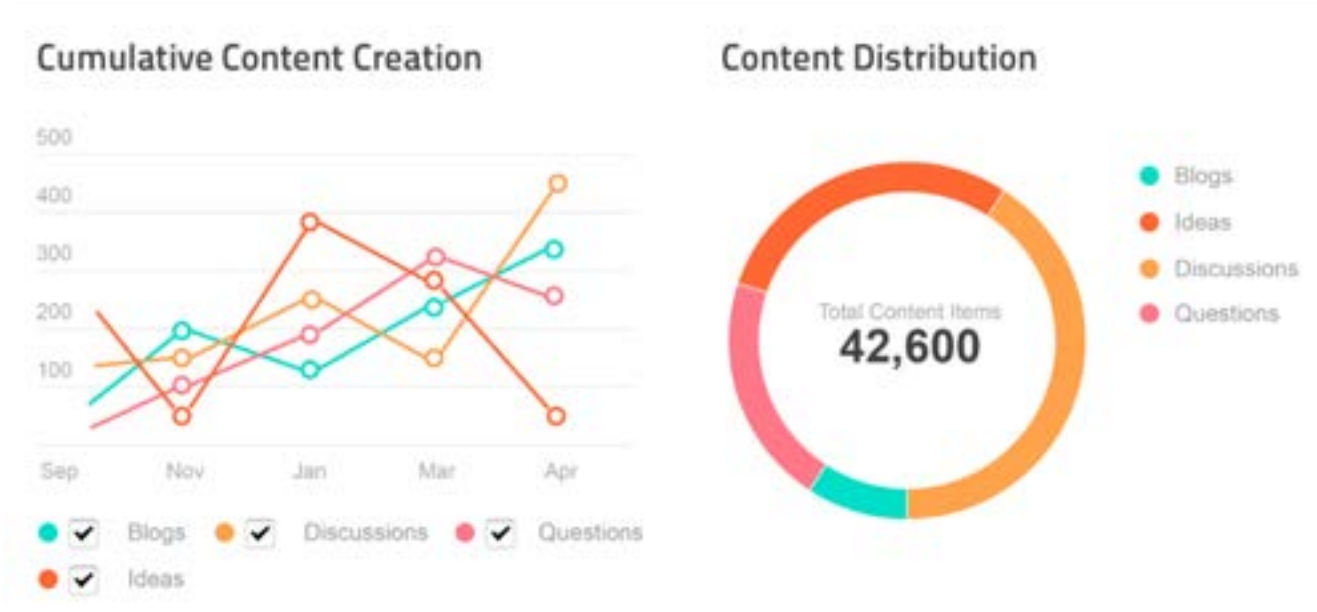 Cumulative Content Creation
500
400
300
200
100
Sep Nov Jan Mar Apr
Blogs Discussions Questions
Ideas
Content Distribution
Total Content Items
42,600
Blogs
Ideas
Discussions
Questions